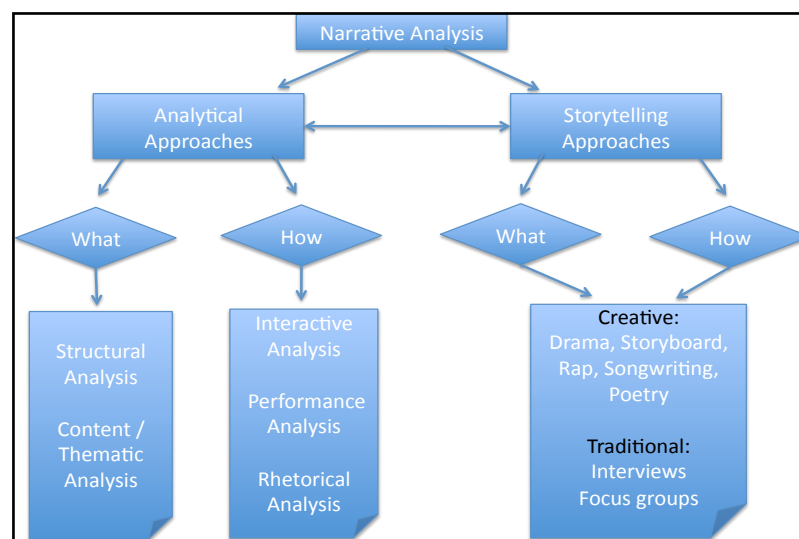 Narrative Analysis
Analytical
Approaches
Storytelling
Approaches
What
How
What
How
Structural
Analysis
Content /
Thematic
Analysis
Interactive
Analysis
Performance
Analysis
Rhetorical
Analysis
Creative:
Drama, Storyboard,
Rap, Songwriting,
Poetry
Traditional:
Interviews
Focus groups